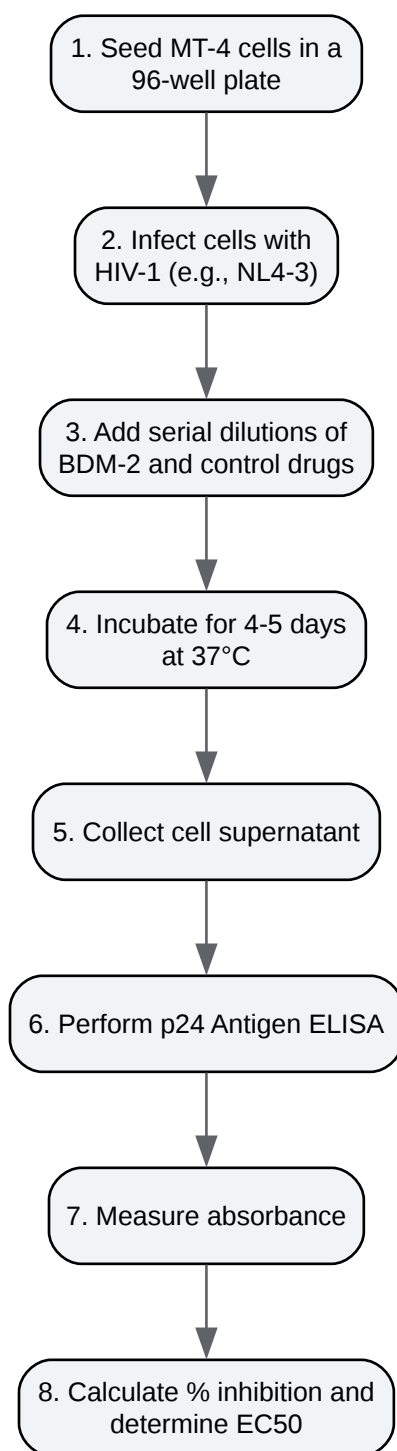 1. Seed MT-4 cells in a
96-well plate
2. Infect cells with
HIV-1 (e.g., NL4-3)
3. Add serial dilutions of
BDM-2 and control drugs
4. Incubate for 4-5 days
at 37°C
5. Collect cell supernatant
6. Perform p24 Antigen ELISA
7. Measure absorbance
8. Calculate % inhibition and
determine EC50